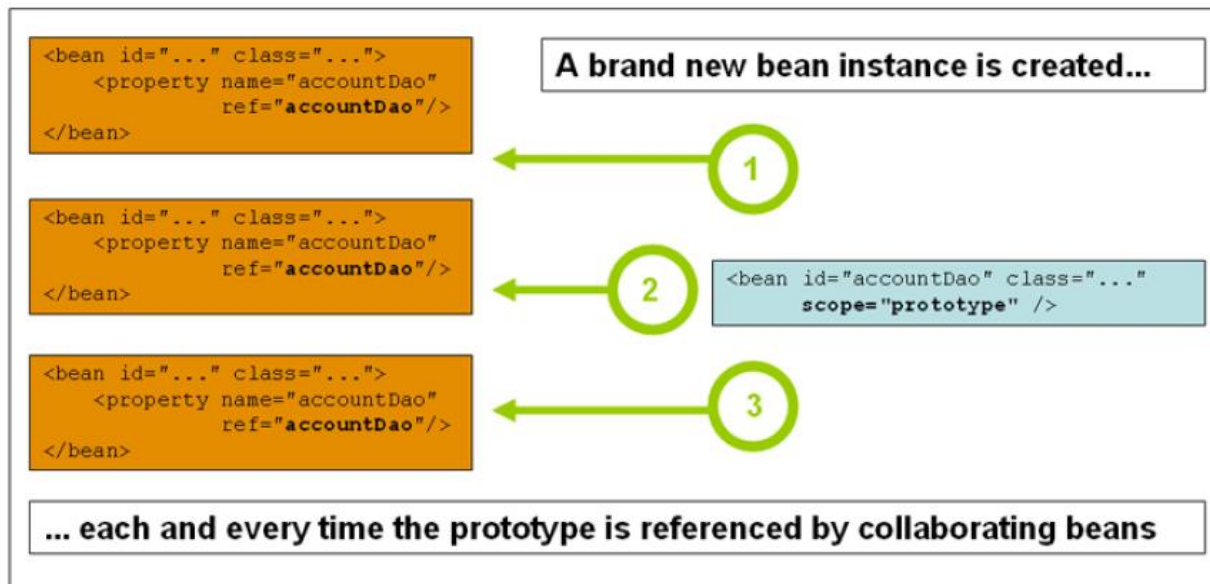 <bean id="..." class="...">
<property name="accountDao"
ref="accountDao"/>
</bean>
A brand new bean instance is created...
1
<bean id="..." class="...">
<property name="accountDao"
ref="accountDao"/>
</bean>
2
<bean id="accountDao" class="..."
scope="prototype" />
<bean id="..." class="...">
<property name="accountDao"
ref="accountDao"/>
</bean>
3
... each and every time the prototype is referenced by collaborating beans